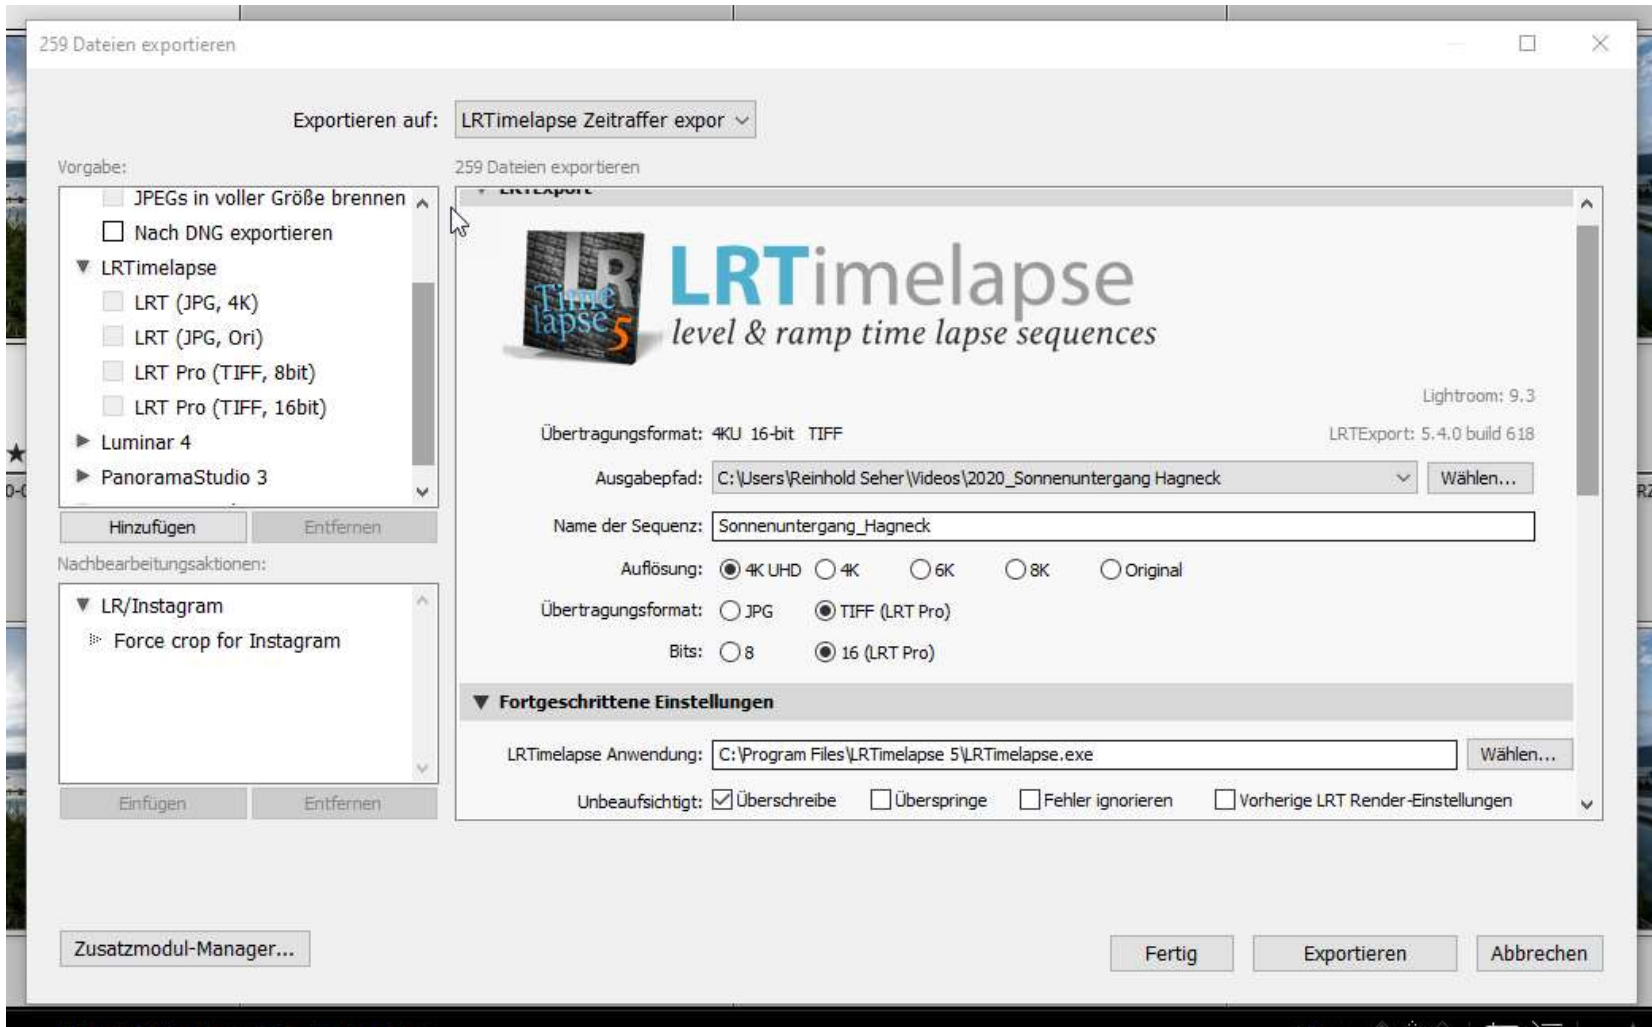 259 Dateien exportieren
Exportieren auf: LRTimelapse Zeitraffer expor
Vorgabe:
JPEGs in voller Größe brennen
Nach DNG exportieren
LRTimelapse
LRT (JPG, 4K)
LRT (JPG, Ori)
LRT Pro (TIFF, 8bit)
LRT Pro (TIFF, 16bit)
Luminar 4
PanoramaStudio 3
Hinzufügen Entfernen
Nachbearbeitungsaktionen:
LR/Instagram
Force crop for Instagram
Einfügen Entfernen
259 Dateien exportieren
LRTExport
LR
Time
lapse 5
LRTimelapse
level & ramp time lapse sequences
Lightroom: 9.3
Übertragungsformat: 4KU 16-bit TIFF LRTExport: 5.4.0 build 618
Ausgabepfad: C:\Users\Reinhold Seher\Videos\2020_Sonnenuntergang Hagneck Wählen...
Name der Sequenz: Sonnenuntergang_Hagneck
Auflösung: 4K UHD 4K 6K 8K Original
Übertragungsformat: JPG TIFF (LRT Pro)
Bits: 8 16 (LRT Pro)
Fortgeschrittene Einstellungen
LRTimelapse Anwendung: C:\Program Files\LRTimelapse 5\LRTimelapse.exe Wählen...
Unbeaufsichtigt: Überschreibe Überspringe Fehler ignorieren Vorherige LRT Render-Einstellungen
Zusatzmodul-Manager... Fertig Exportieren Abbrechen